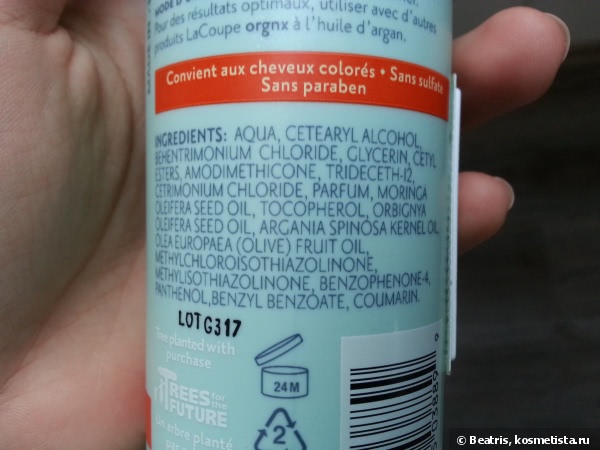 MODE D'
Pour des résultats optimaux, utiliser avec d'autres
produits LaCoupe orgnx à l'huile d'argan.
Convient aux cheveux colorés • Sans sulfate
Sans paraben
INGREDIENTS: AQUA, CETEARYL ALCOHOL,
BEHENTRIMONIUM CHLORIDE, GLYCERIN, CETYL
ESTERS, AMODIMETHICONE, TRIDECETH-12,
CETRIMONIUM CHLORIDE, PARFUM, MORINGA
OLEIFERA SEED OIL, TOCOPHEROL, ORBIGNYA
OLEIFERA SEED OIL, ARGANIA SPINOSA KERNEL OIL,
OLEA EUROPAEA (OLIVE) FRUIT OIL,
METHYLCHLOROISOTHIAZOLINONE,
METHYLISOTHIAZOLINONE, BENZOPHENONE-4,
PANTHENOL, BENZYL BENZOATE, COUMARIN.
LOT G317
Tree planted with
purchase
TREES for the
FUTURE
Un arbre planté
24M
2
© Beatris, kosmetista.ru